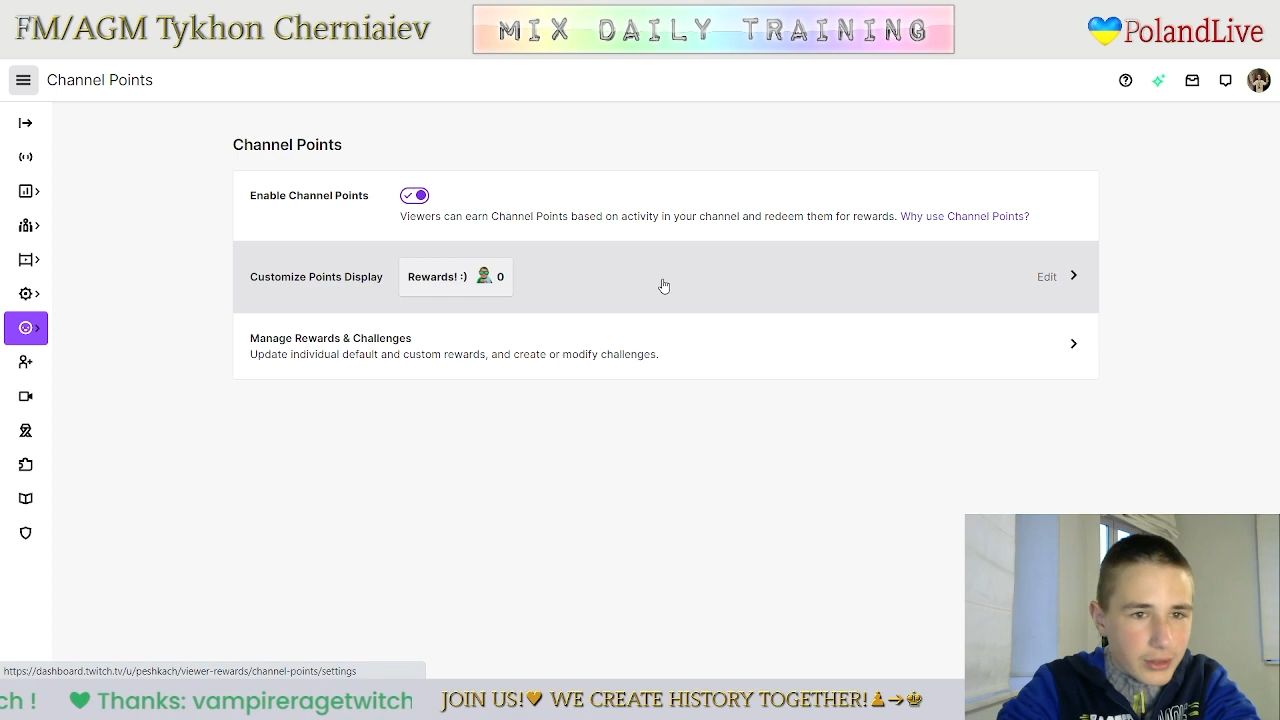 FM/AGM Tykhon Cherniaiev
MIX DAILY TRAINING
PolandLive
Channel Points
Channel Points
Enable Channel Points
Viewers can earn Channel Points based on activity in your channel and redeem them for rewards. Why use Channel Points?
Customize Points Display
Rewards! :) 0
Edit
Manage Rewards & Challenges
Update individual default and custom rewards, and create or modify challenges.
https://dashboard.twitch.tv/u/peshkach/viewer-rewards/channel-points/settings
ch ! 💚 Thanks: vampireragetwitch
JOIN US!🧡 WE CREATE HISTORY TOGETHER!♟→♚